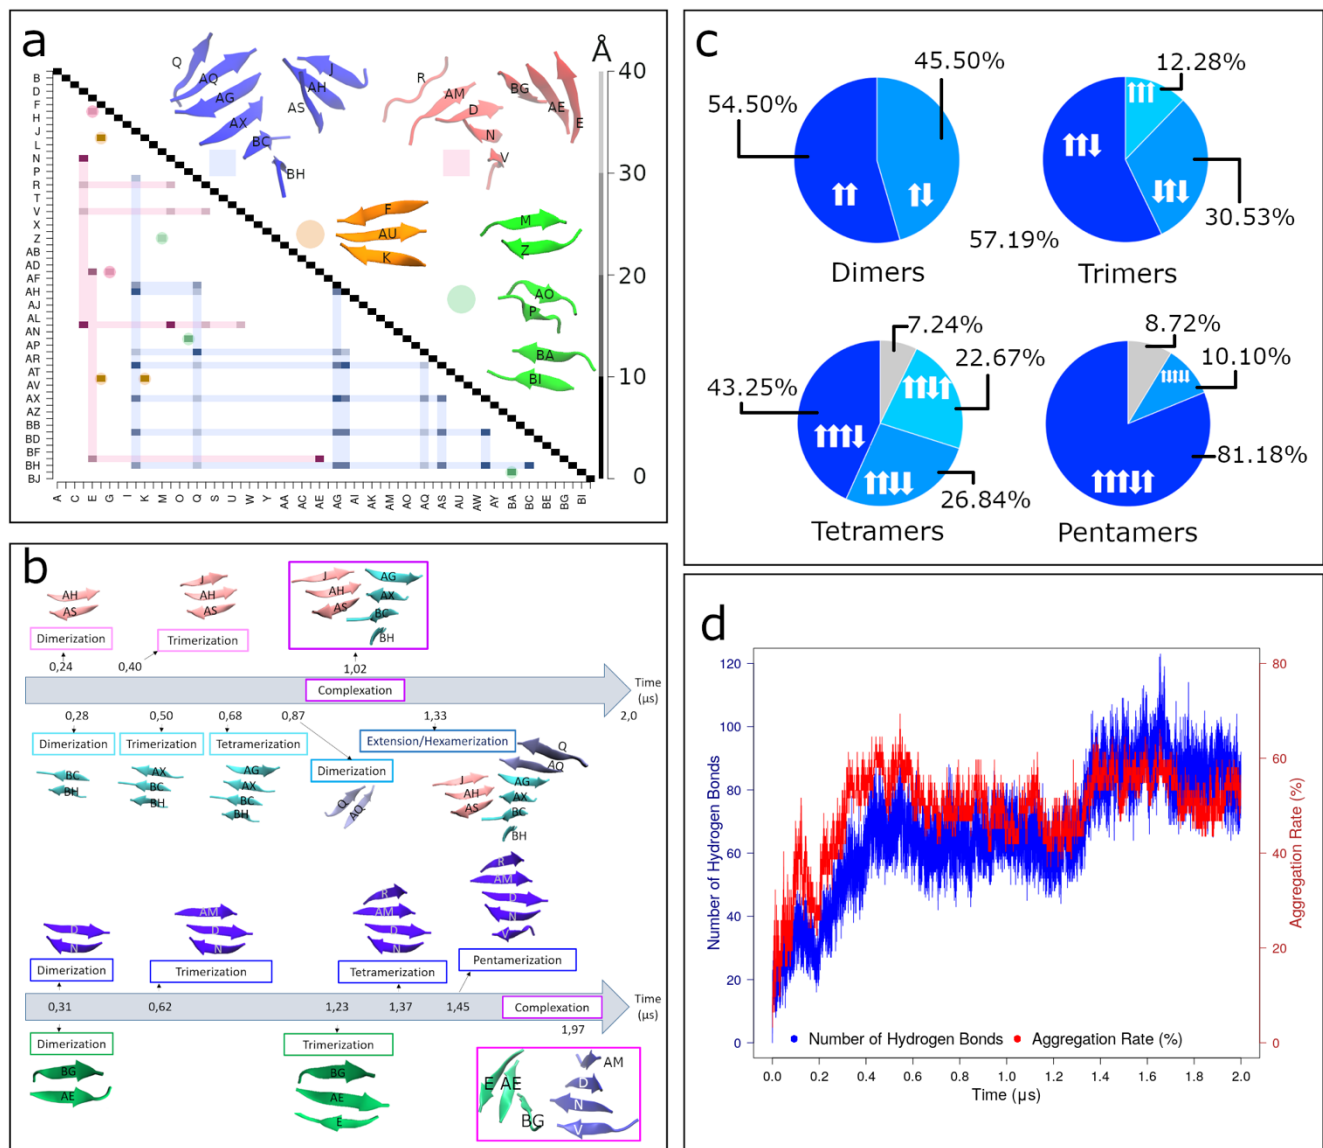 a
Q
AQ
AG
AX
BC
BH
J
AH
AS
R
AM
D
N
V
BG
AE
E
F
AU
K
M
Z
AO
P
BA
BI
Å
40
30
20
10
0
B
D
F
H
J
L
N
P
R
T
V
X
Z
AB
AD
AF
AH
AJ
AL
AN
AP
AR
AT
AV
AX
AZ
BB
BD
BF
BH
BJ
A C E G I K M O Q S U W Y AA AC AE AG AI AK AM AO AQ AS AU AW AY BA BC BE BG BI
b
AH
AS
Dimerization
0,24
J
AH
AS
Trimerization
0,40
J
AH
AS
AG
AX
BC
BH
1,02
Complexation
Time
(µs)
2,0
0,28
Dimerization
BC
BH
0,50
Trimerization
AX
BC
BH
0,68
Tetramerization
AG
AX
BC
BH
0,87
Dimerization
Q
AQ
1,33
Extension/Hexamerization
Q
AQ
J
AH
AS
AG
AX
BC
BH
D
N
Dimerization
AM
D
N
Trimerization
R
AM
D
N
Tetramerization
R
AM
D
N
V
Pentamerization
0,31
0,62
1,23
1,37
1,45
Complexation
1,97
Time
(µs)
Dimerization
BG
AE
Trimerization
BG
AE
E
E
AE
BG
AM
D
N
V
c
54.50%
45.50%
Dimers
12.28%
30.53%
57.19%
Trimers
7.24%
22.67%
43.25%
26.84%
Tetramers
8.72%
10.10%
81.18%
Pentamers
d
Number of Hydrogen Bonds
120
100
80
60
40
20
0
Aggregation Rate (%)
80
60
40
20
0
Number of Hydrogen Bonds Aggregation Rate (%)
0.0 0.2 0.4 0.6 0.8 1.0 1.2 1.4 1.6 1.8 2.0
Time (µs)